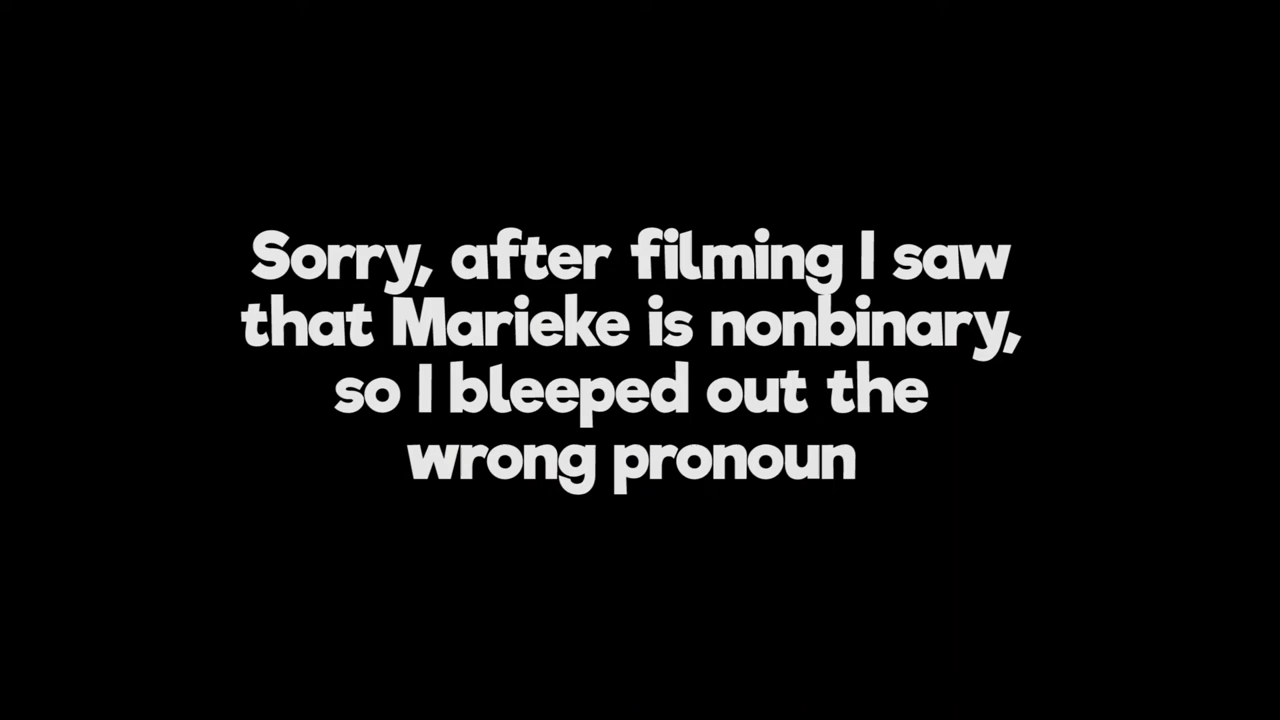 Sorry, after filming I saw
that Marieke is nonbinary,
so I bleeped out the
wrong pronoun